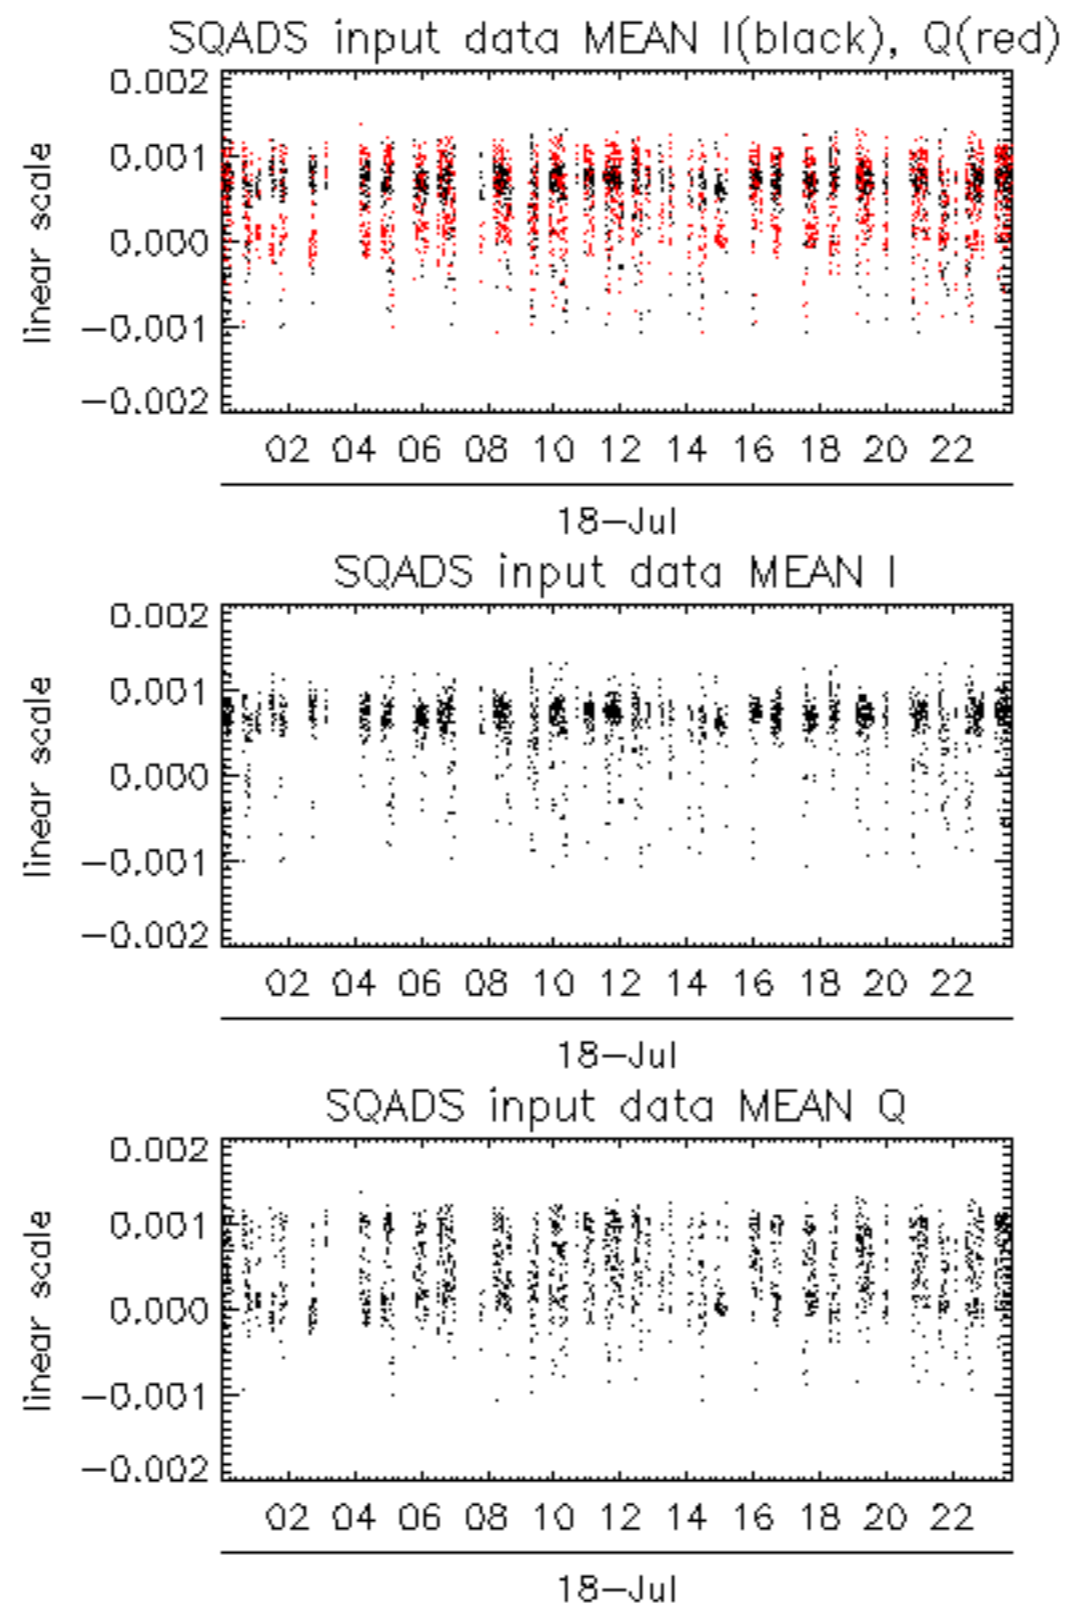 SQADS input data MEAN I(black), Q(red)
0.002
0.001
0.000
−0.001
−0.002
linear scale
02 04 06 08 10 12 14 16 18 20 22
18−Jul
SQADS input data MEAN I
0.002
0.001
0.000
−0.001
−0.002
linear scale
02 04 06 08 10 12 14 16 18 20 22
18−Jul
SQADS input data MEAN Q
0.002
0.001
0.000
−0.001
−0.002
linear scale
02 04 06 08 10 12 14 16 18 20 22
18−Jul